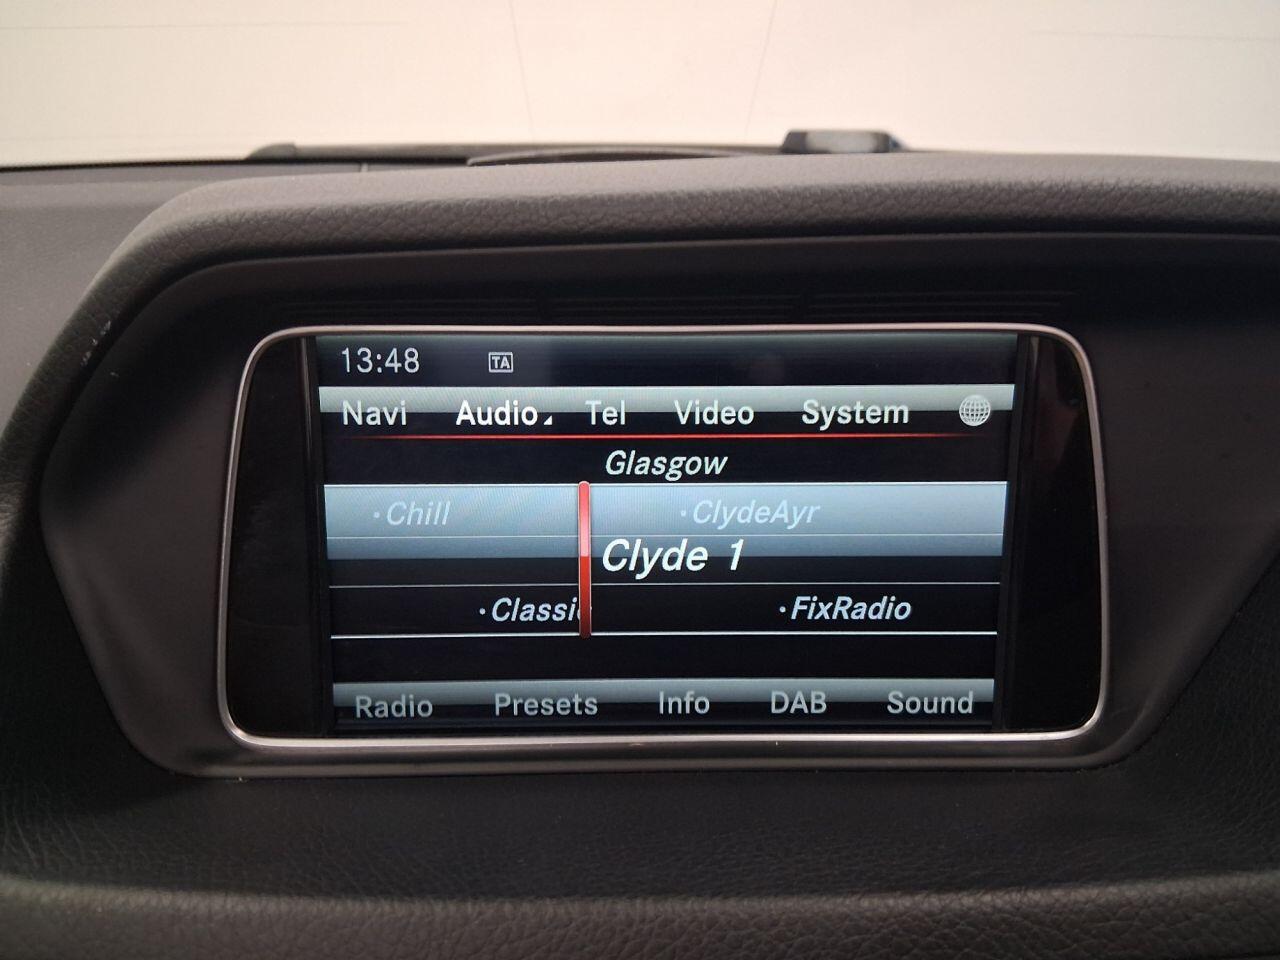 13:48 TA
Navi Audio Tel Video System
Glasgow
·Chill ·ClydeAyr
Clyde 1
·Classic ·FixRadio
Radio Presets Info DAB Sound